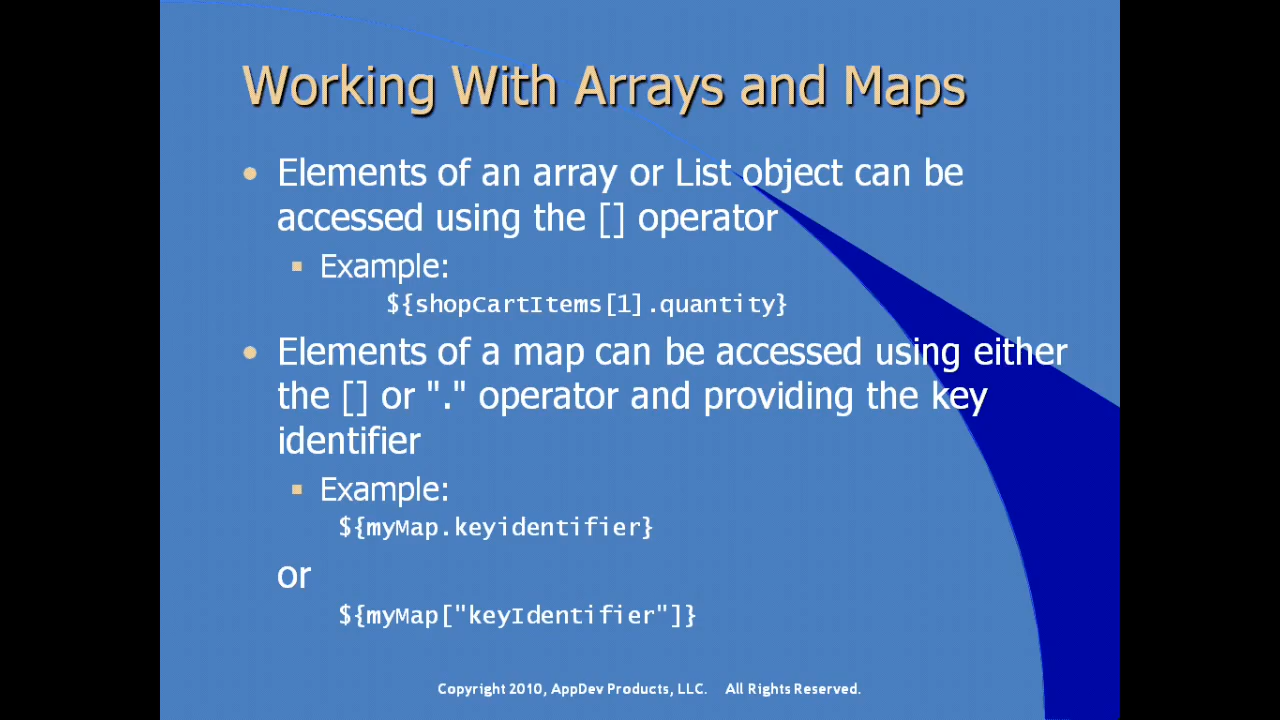 Working With Arrays and Maps
• Elements of an array or List object can be
accessed using the [] operator
▪ Example:
${shopCartItems[1].quantity}
• Elements of a map can be accessed using either
the [] or "." operator and providing the key
identifier
▪ Example:
${myMap.keyidentifier}
or
${myMap["keyIdentifier"]}
Copyright 2010, AppDev Products, LLC. All Rights Reserved.